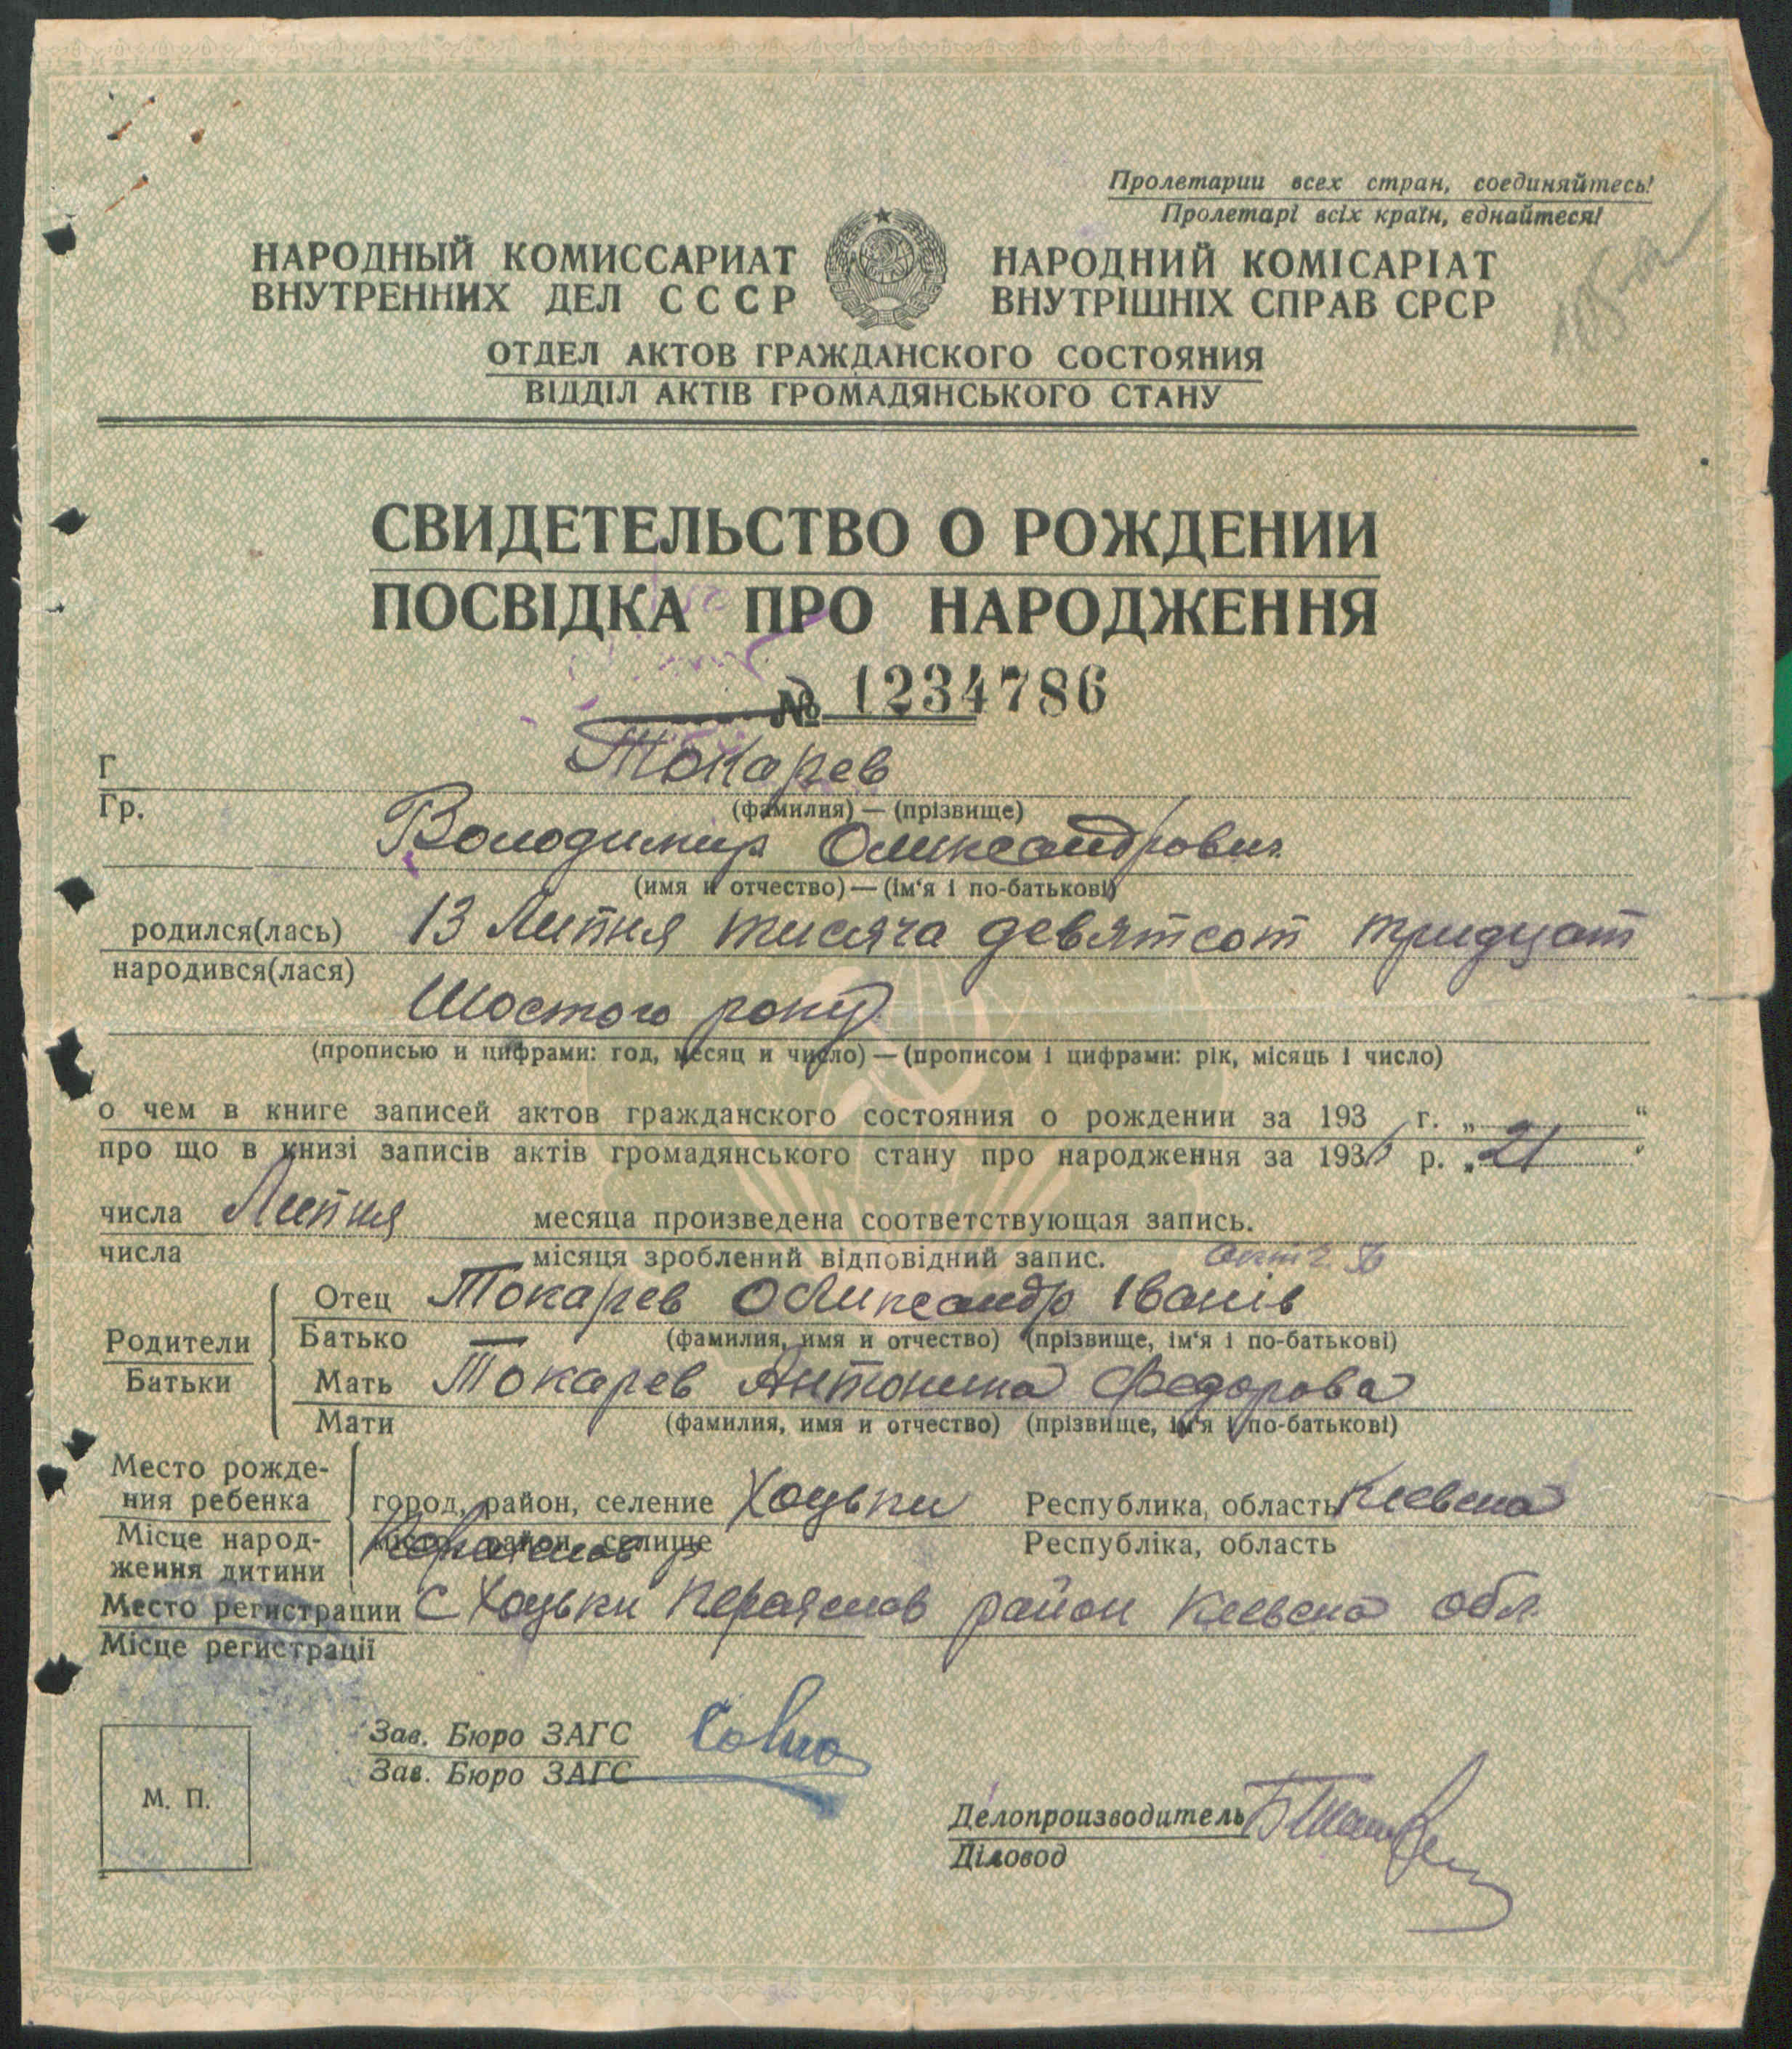 Пролетарии всех стран, соединяйтесь!
Пролетарі всіх країн, єднайтеся!
НАРОДНЫЙ КОМИССАРИАТ
ВНУТРЕННИХ ДЕЛ СССР
НАРОДНИЙ КОМІСАРІАТ
ВНУТРІШНІХ СПРАВ СРСР
ОТДЕЛ АКТОВ ГРАЖДАНСКОГО СОСТОЯНИЯ
ВІДДІЛ АКТІВ ГРОМАДЯНСЬКОГО СТАНУ
СВИДЕТЕЛЬСТВО О РОЖДЕНИИ
ПОСВІДКА ПРО НАРОДЖЕННЯ
№ 1234786
Г Токарев
Гр. (фамилия) — (прізвище)
Володимир Олександрович
(имя и отчество) — (ім'я і по-батькові)
родился(лась) 13 Липня тисяча девятсот тридцат
народився(лася)
Шостого року
(прописью и цифрами: год, месяц и число) — (прописом і цифрами: рік, місяць і число)
о чем в книге записей актов гражданского состояния о рождении за 193 г. „ “
про що в книзі записів актів громадянського стану про народження за 1936 р. „21“
числа Липня месяца произведена соответствующая запись.
числа місяця зроблений відповідний запис.
Родители
Батьки
Отец Токарев Олександр Іванів
Батько (фамилия, имя и отчество) (прізвище, ім'я і по-батькові)
Мать Токарев Антонина Федорова
Мати (фамилия, имя и отчество) (прізвище, ім'я і по-батькові)
Место рожде-
ния ребенка
Місце народ-
ження дитини
город, район, селение Хоцьки Республика, область Киевска
місто, район, селище Республіка, область
Место регистрации с Хоцьки Переяслов район Киевска обл
Місце регистрації
М. П.
Зав. Бюро ЗАГС
Зав. Бюро ЗАГС
Делопроизводитель
Діловод